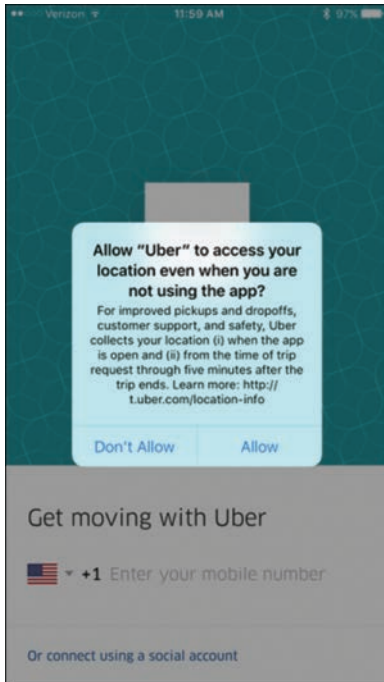 Verizon 11:59 AM 97%
Allow “Uber” to access your
location even when you are
not using the app?
For improved pickups and dropoffs,
customer support, and safety, Uber
collects your location (i) when the app
is open and (ii) from the time of trip
request through five minutes after the
trip ends. Learn more: http://
t.uber.com/location-info
Don't Allow Allow
Get moving with Uber
+1 Enter your mobile number
Or connect using a social account